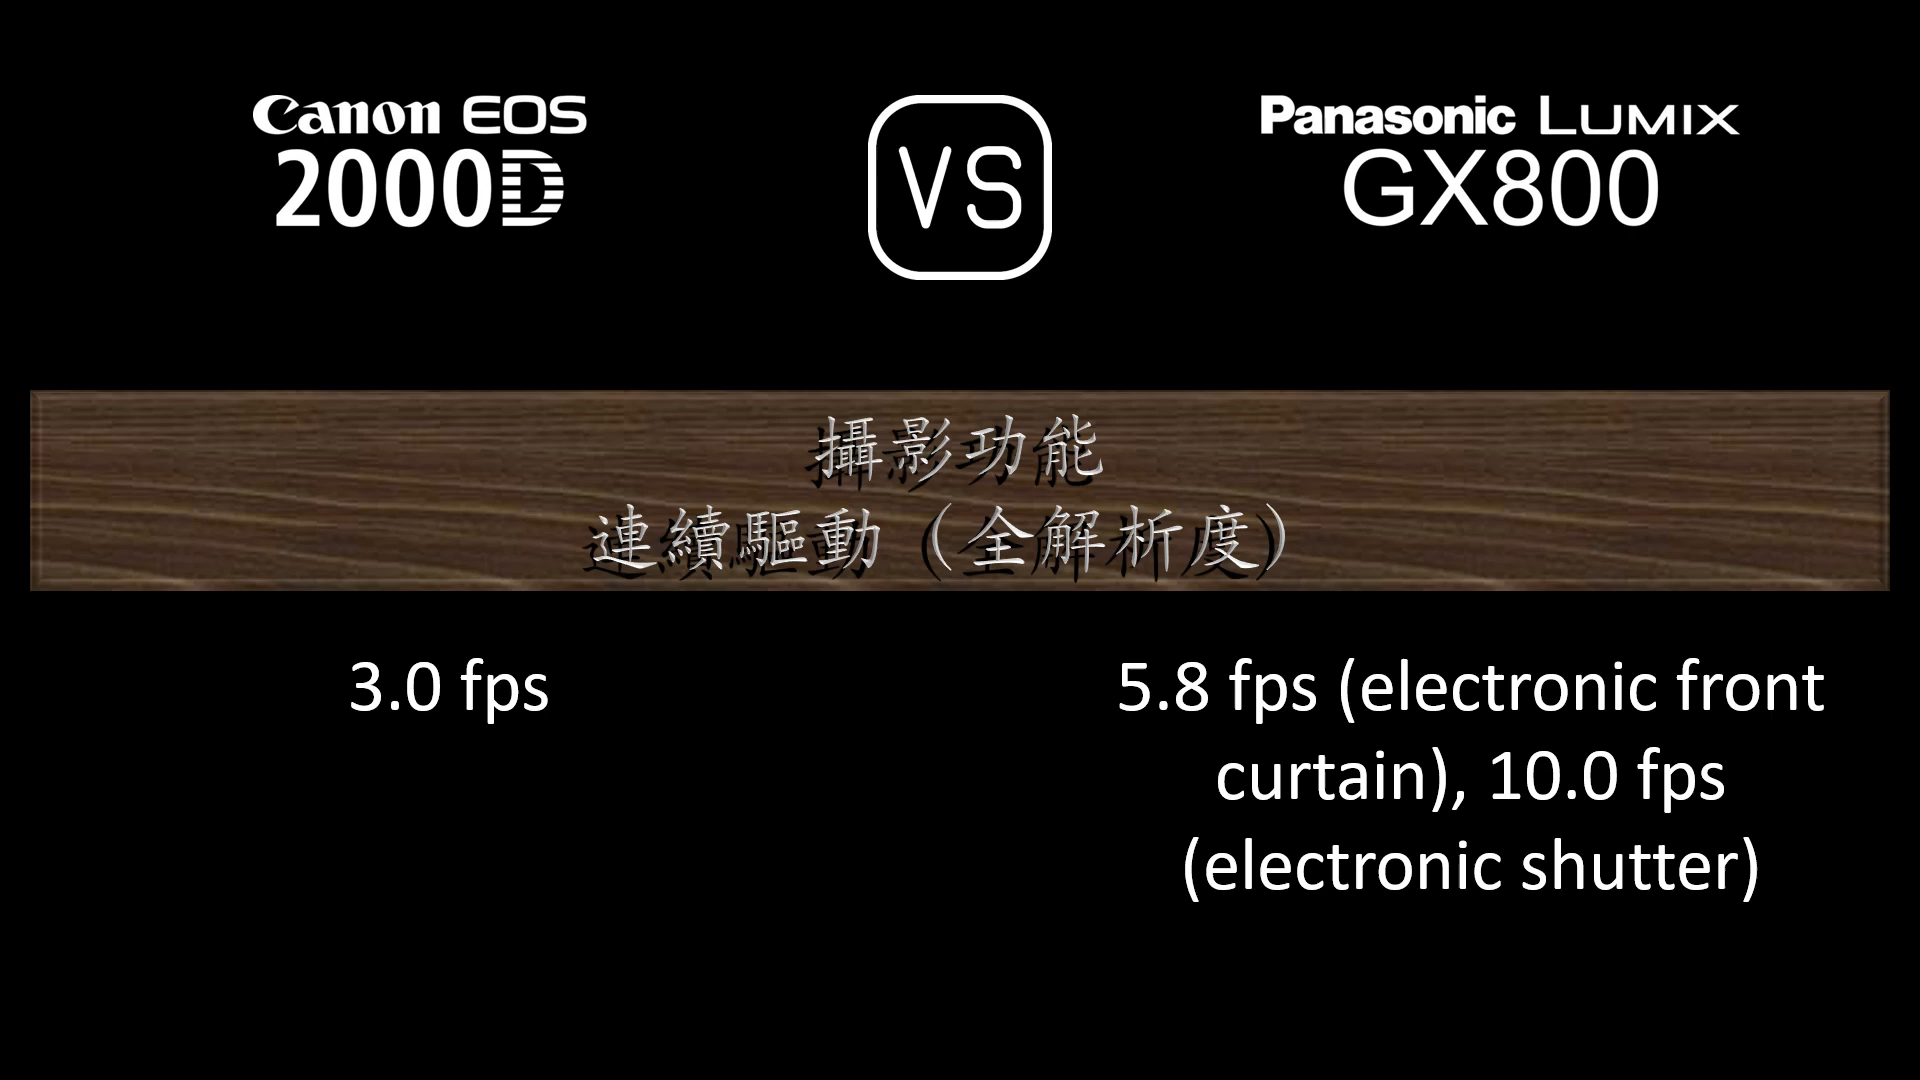 Canon EOS
2000D
VS
Panasonic LUMIX
GX800
攝影功能
連續驅動（全解析度）
3.0 fps
5.8 fps (electronic front
curtain), 10.0 fps
(electronic shutter)